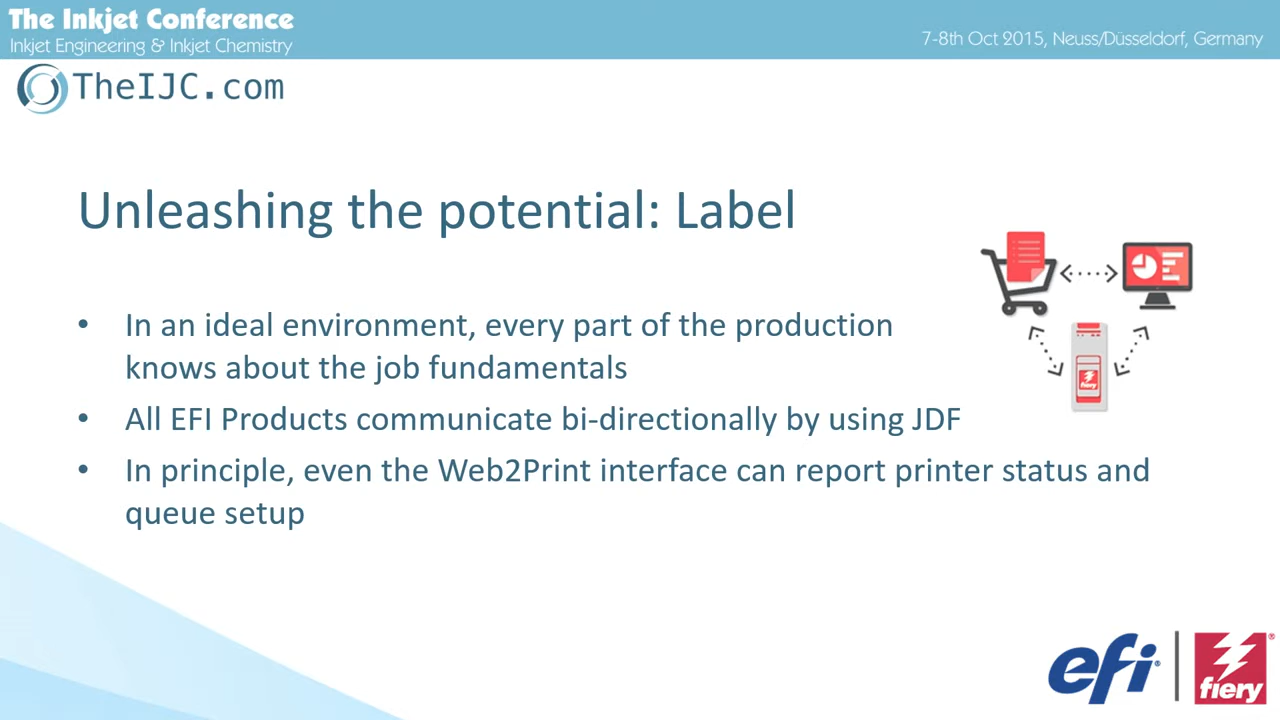 The Inkjet Conference
Inkjet Engineering & Inkjet Chemistry
7-8th Oct 2015, Neuss/Düsseldorf, Germany
TheIJC.com
Unleashing the potential: Label
• In an ideal environment, every part of the production
knows about the job fundamentals
fiery
• All EFI Products communicate bi-directionally by using JDF
• In principle, even the Web2Print interface can report printer status and
queue setup
efi®
fiery®